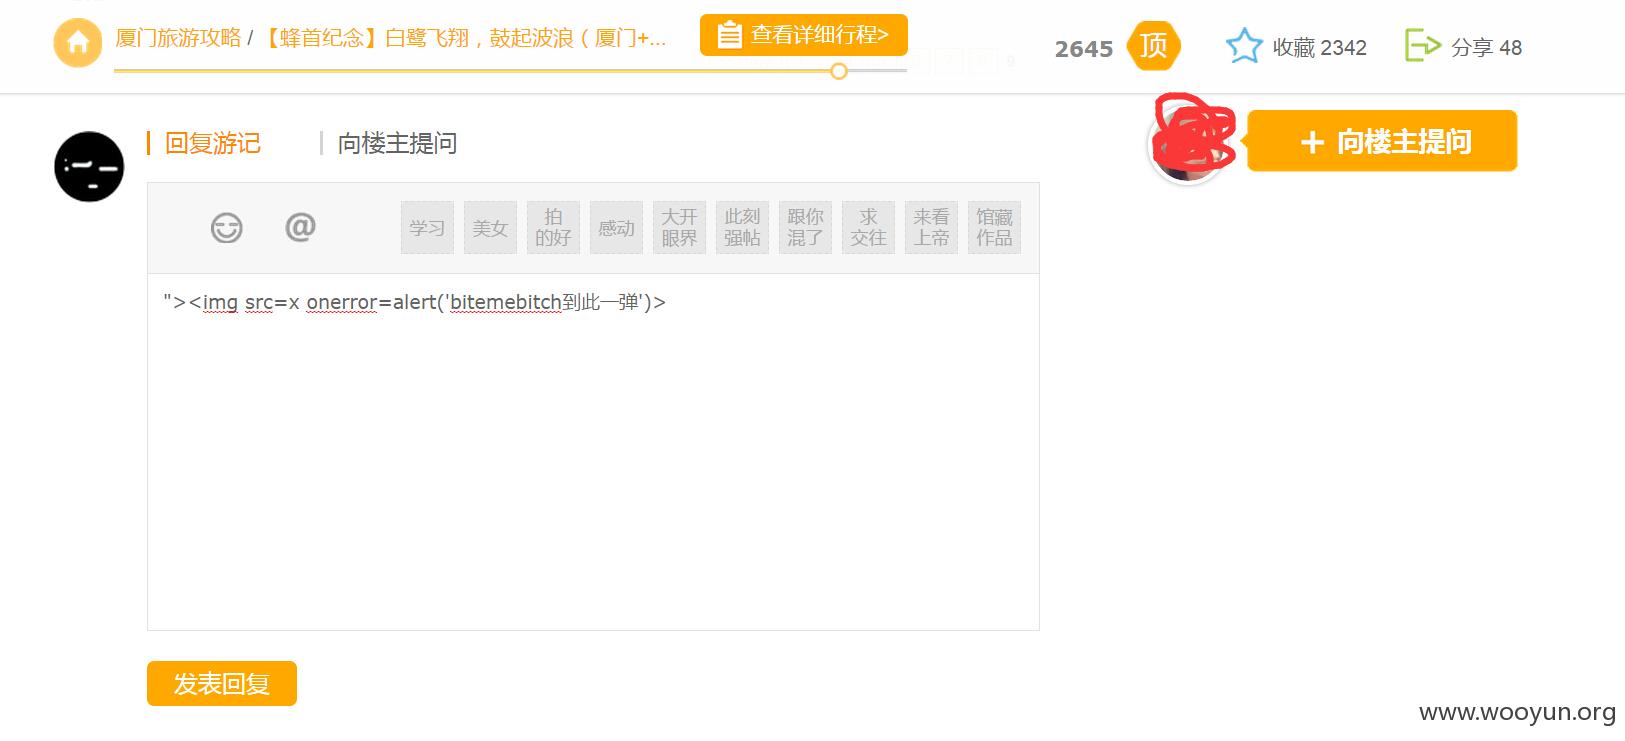 厦门旅游攻略 / 【蜂首纪念】白鹭飞翔，鼓起波浪（厦门+...
查看详细行程>
2645 顶
收藏 2342
分享 48
回复游记
向楼主提问
+ 向楼主提问
学习
美女
拍
的好
感动
大开
眼界
此刻
强帖
跟你
混了
求
交往
来看
上帝
馆藏
作品
"><img src=x onerror=alert('bitemebitch到此一弹')>
发表回复
www.wooyun.org